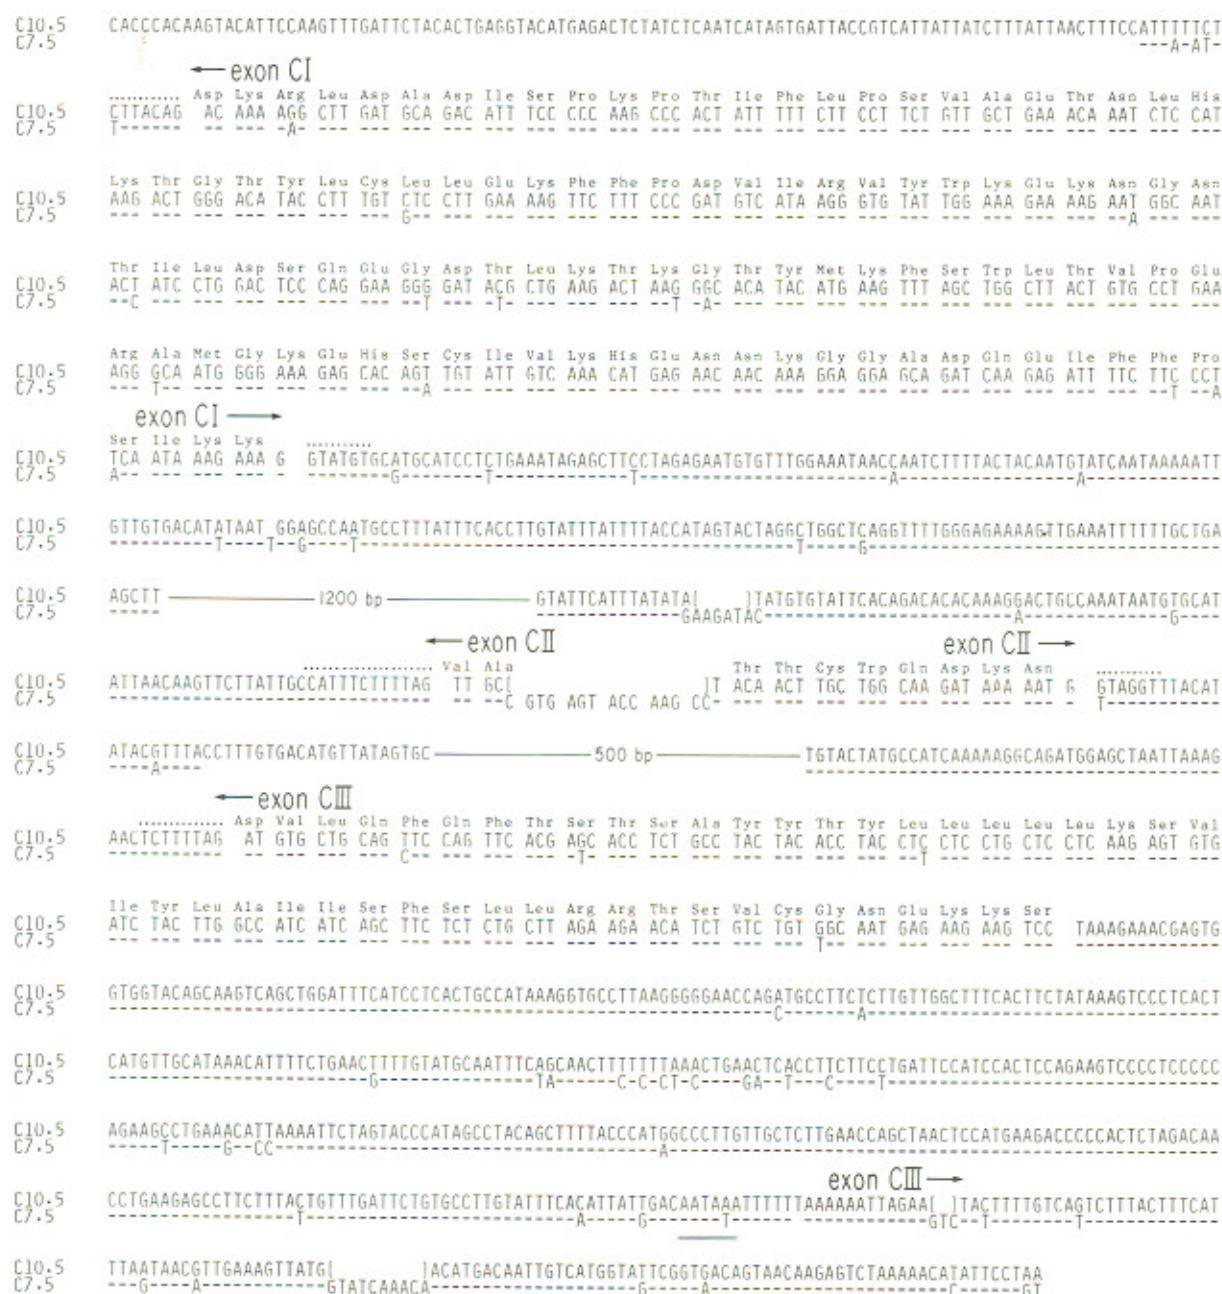 C10.5 CACCCACAAGTACATTCCAAGTTTGATTCTACACTGAGGTACATGAGACTCTATCTCAATCATAGTGATTACCGTCATTATTATCTTTATTAACTTTCCATTTTTCT
C7.5 ---A-AT-
←exon CI
............ Asp Lys Arg Leu Asp Ala Asp Ile Ser Pro Lys Pro Thr Ile Phe Leu Pro Ser Val Ala Glu Thr Asn Leu His
C10.5 CTTACAG AC AAA AGG CTT GAT GCA GAC ATT TCC CCC AAG CCC ACT ATT TTT CTT CCT TCT GTT GCT GAA ACA AAT CTC CAT
C7.5 T------ -- --- -A- --- --- --- --- --- --- --- --- --- --- --- --- --- --- --- --- --- --- --- --- --- ---
Lys Thr Gly Thr Tyr Leu Cys Leu Leu Glu Lys Phe Phe Pro Asp Val Ile Arg Val Tyr Trp Lys Glu Lys Asn Gly Asn
C10.5 AAG ACT GGG ACA TAC CTT TGT CTC CTT GAA AAG TTC TTT CCC GAT GTC ATA AGG GTG TAT TGG AAA GAA AAG AAT GGC AAT
C7.5 --- --- --- --- --- --- --- G-- --- --- --- --- --- --- --- --- --- --- --- --- --- --- --- --- -A- --- ---
Thr Ile Leu Asp Ser Gln Glu Gly Asp Thr Leu Lys Thr Lys Gly Thr Tyr Met Lys Phe Ser Trp Leu Thr Val Pro Glu
C10.5 ACT ATC CTG GAC TCC CAG GAA GGG GAT ACG CTG AAG ACT AAG GGC ACA TAC ATG AAG TTT AGC TGG CTT ACT GTG CCT GAA
C7.5 --C --- --- --- --- --- --- --T --- --T --- --- --- --T -A- --- --- --- --- --- --- --- --- --- --- --- ---
Arg Ala Met Gly Lys Glu His Ser Cys Ile Val Lys His Glu Asn Asn Lys Gly Gly Ala Asp Gln Glu Ile Phe Phe Pro
C10.5 AGG GCA ATG GGG AAA GAG CAC AGT TGT ATT GTC AAA CAT GAG AAC AAC AAA GGA GGA GCA GAT CAA GAG ATT TTC TTC CCT
C7.5 --- -T- --- --- --- --- --- --A --- --- --- --- --- --- --- --- --- --- --- --- --- --- --- --- --- --T --A
exon CI→
Ser Ile Lys Lys ..........
C10.5 TCA ATA AAG AAA G GTATGTGCATGCATCCTCTGAAATAGAGCTTCCTAGAGAATGTGTTTGGAAATAACCAATCTTTTACTACAATGTATCAATAAAAATT
C7.5 A-- --- --- --- - ---------G---------T--------------T---------------------------A-----------------A----------------
C10.5 GTTGTGACATATAAT GGAGCCAATGCCTTTATTTCACCTTGTATTTATTTTACCATAGTACTAGGCTGGCTCAGGTTTTGGGAGAAAAGTTGAAATTTTTTGCTGA
C10.5 AGCTT ——1200 bp—— GTATTCATTTATATA[ ]TATGTGTATTCACAGACACACAAAGGACTGCCAAATAATGTGCAT
C7.5 ----- ---------------GAAGATAC------------------------A---------------G---
←exon CII exon CII→
................ Val Ala Thr Thr Cys Trp Gln Asp Lys Asn ..........
C10.5 ATTAACAAGTTCTTATTGCCATTTCTTTTAG TT GC[ ]T ACA ACT TGC TGG CAA GAT AAA AAT G GTAGGTTTACAT
C7.5 ------------------------------- -- --C GTG AGT ACC AAG CC- --- --- --- --- --- --- --- --- - T-----------
C10.5 ATACGTTTACCTTTGTGACATGTTATAGTGC——500 bp——TGTACTATGCCATCAAAAAGGCAGATGGAGCTAATTAAAG
C7.5 ----A---- ----------------------------------------
←exon CIII
............. Asp Val Leu Gln Phe Gln Phe Thr Ser Thr Ser Ala Tyr Tyr Thr Tyr Leu Leu Leu Leu Leu Lys Ser Val
C10.5 AACTCTTTTAG AT GTG CTG CAG TTC CAG TTC ACG AGC ACC TCT GCC TAC TAC ACC TAC CTC CTC CTG CTC CTC AAG AGT GTG
C7.5 ----------- -- --- --- --- C-- --- --- --- -T- --- --- --- --- --- --- --- --T --- --- --- --- --- --- ---
Ile Tyr Leu Ala Ile Ile Ser Phe Ser Leu Leu Arg Arg Thr Ser Val Cys Gly Asn Glu Lys Lys Ser
C10.5 ATC TAC TTG GCC ATC ATC AGC TTC TCT CTG CTT AGA AGA ACA TCT GTC TGT GGC AAT GAG AAG AAG TCC TAAAGAAACGAGTG
C7.5 --- --- --- --- --- --- --- --- --- --- --- --- --- --- --- --- --- T-- --- --- --- --- --- --------------
C10.5 GTGGTACAGCAAGTCAGCTGGATTTCATCCTCACTGCCATAAAGGTGCCTTAAGGGGGAACCAGATGCCTTCTCTTGTTGGCTTTCACTTCTATAAAGTCCCTCACT
C10.5 CATGTTGCATAAACATTTTCTGAACTTTTGTATGCAATTTCAGCAACTTTTTTTAAACTGAACTCACCTTCTTCCTGATTCCATCCACTCCAGAAGTCCCCTCCCCC
C10.5 AGAAGCCTGAAACATTAAAATTCTAGTACCCATAGCCTACAGCTTTTACCCATGGCCCTTGTTGCTCTTGAACCAGCTAACTCCATGAAGACCCCCACTCTAGACAA
exon CIII→
C10.5 CCTGAAGAGCCTTCTTTACTGTTTGATTCTGTGCCTTGTATTTCACATTATTGACAATAAATTTTTTAAAAAATTAGAA[ ]TACTTTTGTCAGTCTTTACTTTCAT
C10.5 TTAATAACGTTGAAAGTTATG[ ]ACATGACAATTGTCATGGTATTCGGTGACAGTAACAAGAGTCTAAAAACATATTCCTAA